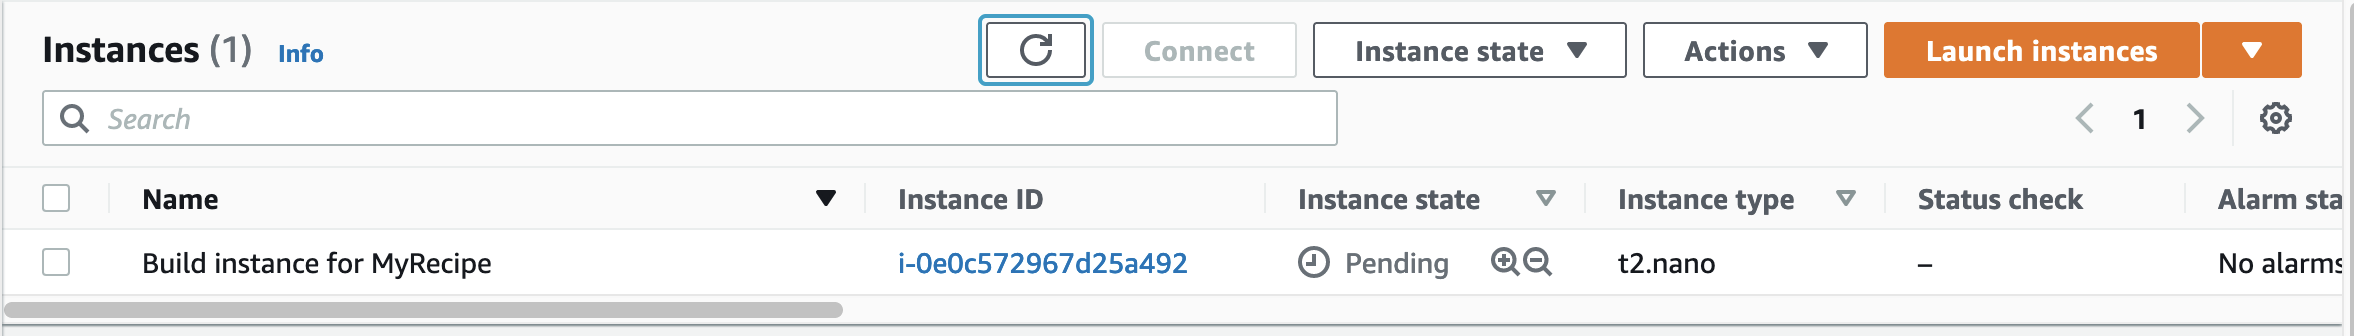 Instances (1) Info Connect Instance state Actions Launch instances
Search 1
Name Instance ID Instance state Instance type Status check Alarm sta
Build instance for MyRecipe i-0e0c572967d25a492 Pending t2.nano – No alarms